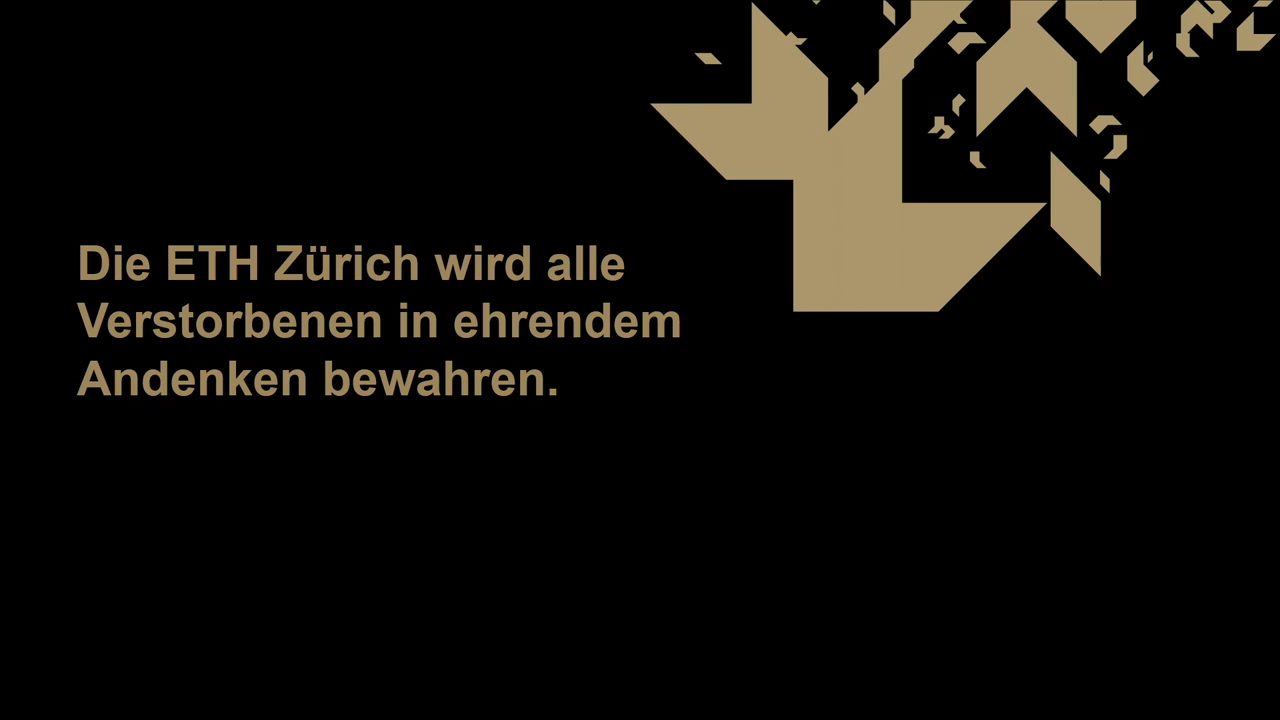 Die ETH Zürich wird alle
Verstorbenen in ehrendem
Andenken bewahren.